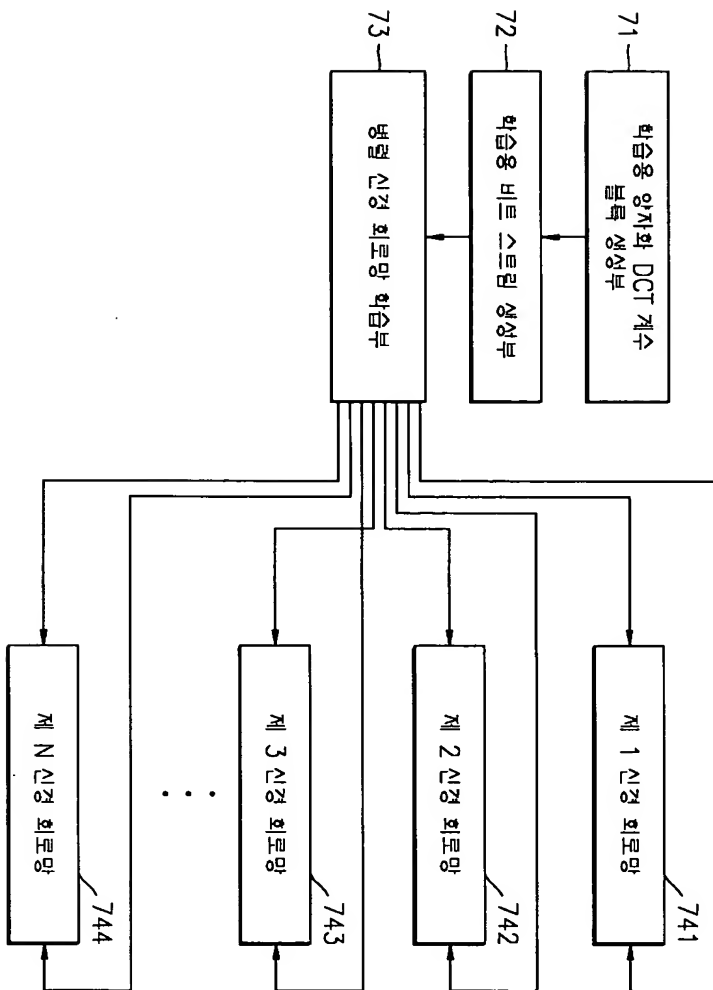 71
학습용 양자화 DCT 계수
블록 생성부
72
학습용 비트 스트림 생성부
73
병렬 신경 회로망 학습부
제 1 신경 회로망
741
제 2 신경 회로망
742
제 3 신경 회로망
743
제 N 신경 회로망
744